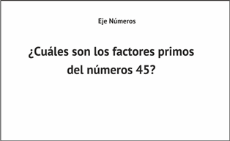 Eje Números
¿Cuáles son los factores primos
del números 45?